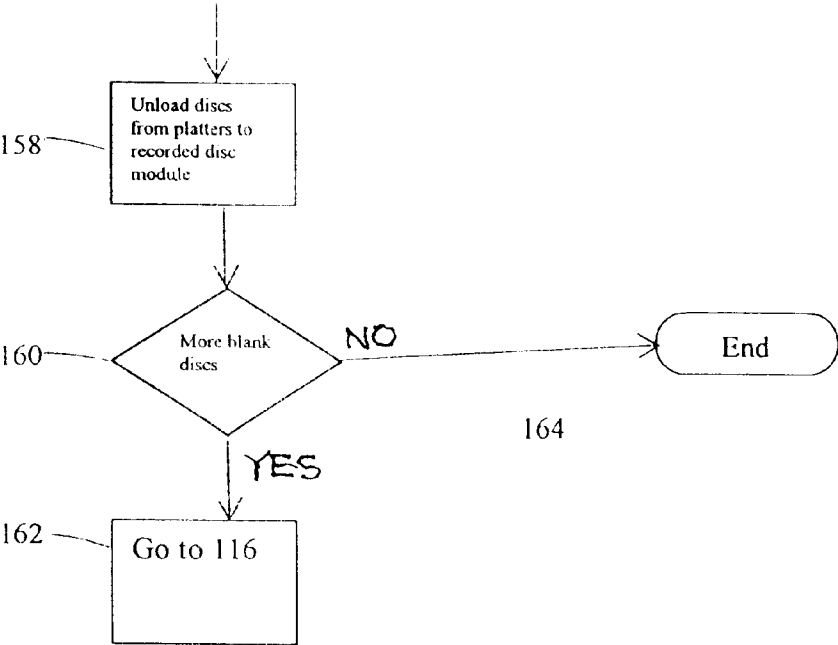 Unload discs
from platters to
recorded disc
module
158
More blank
discs
160
NO
End
164
YES
162
Go to 116